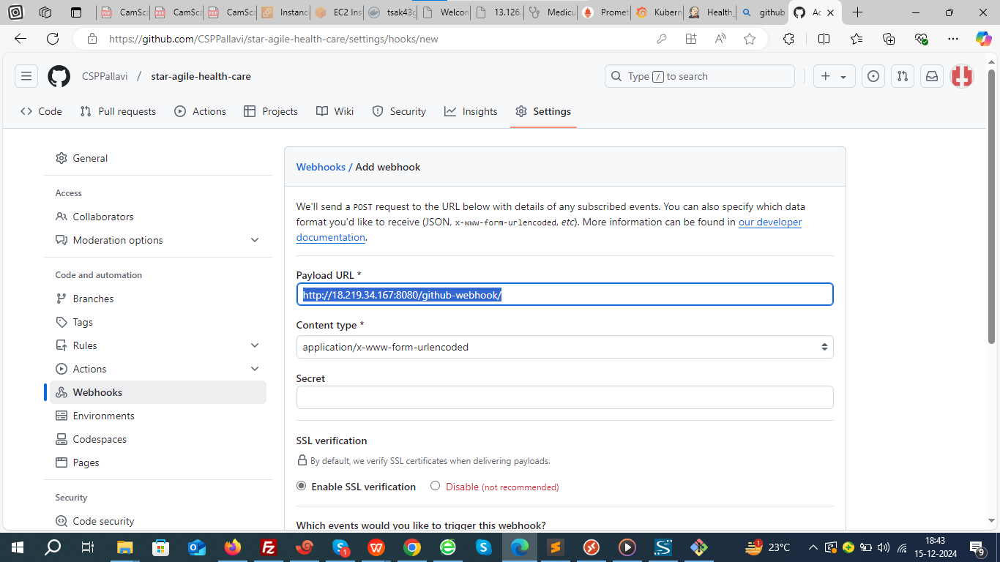 CamSca
CamSca
CamSca
Instanc
EC2 Ins
tsak43g
Welcon
13.126.
Medicu
Promet
Kubern
Health_
github
Ac
https://github.com/CSPPallavi/star-agile-health-care/settings/hooks/new
CSPPallavi / star-agile-health-care
Type / to search
Code
Pull requests
Actions
Projects
Wiki
Security
Insights
Settings
General
Access
Collaborators
Moderation options
Code and automation
Branches
Tags
Rules
Actions
Webhooks
Environments
Codespaces
Pages
Security
Code security
Webhooks / Add webhook
We'll send a POST request to the URL below with details of any subscribed events. You can also specify which data
format you'd like to receive (JSON, x-www-form-urlencoded, etc). More information can be found in our developer
documentation.
Payload URL *
http://18.219.34.167:8080/github-webhook/
Content type *
application/x-www-form-urlencoded
Secret
SSL verification
By default, we verify SSL certificates when delivering payloads.
Enable SSL verification
Disable (not recommended)
Which events would you like to trigger this webhook?
1
1
23°C
18:43
15-12-2024
9